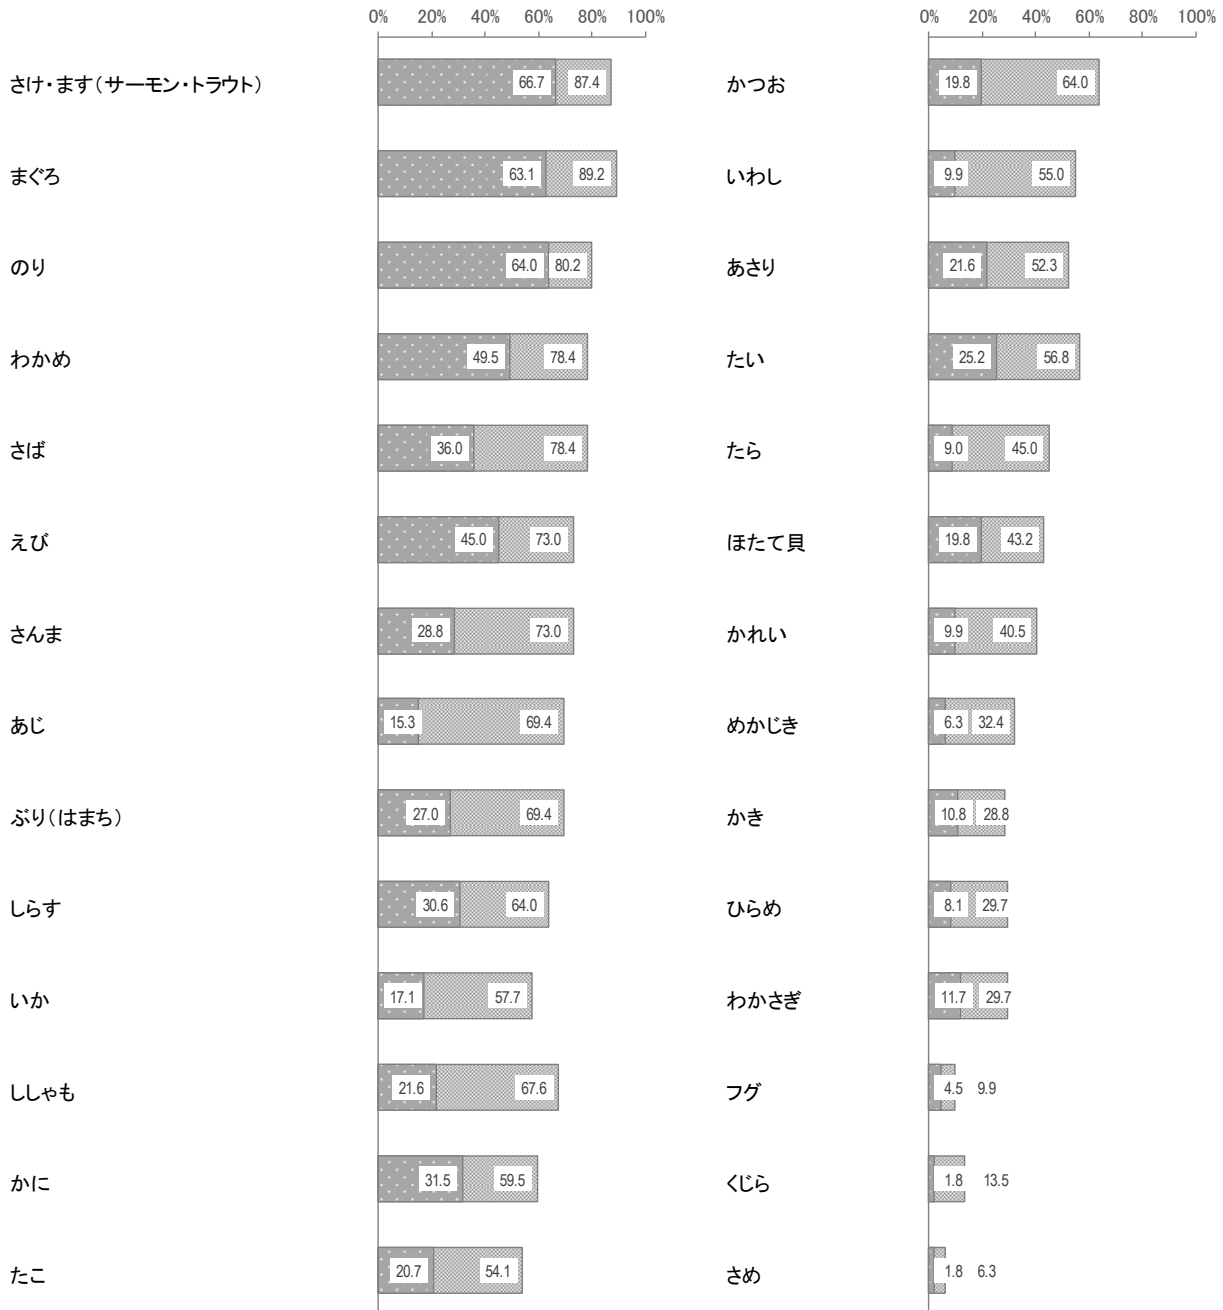 0% 20% 40% 60% 80% 100%
さけ・ます（サーモン・トラウト） 66.7 87.4
まぐろ 63.1 89.2
のり 64.0 80.2
わかめ 49.5 78.4
さば 36.0 78.4
えび 45.0 73.0
さんま 28.8 73.0
あじ 15.3 69.4
ぶり（はまち） 27.0 69.4
しらす 30.6 64.0
いか 17.1 57.7
ししゃも 21.6 67.6
かに 31.5 59.5
たこ 20.7 54.1
0% 20% 40% 60% 80% 100%
かつお 19.8 64.0
いわし 9.9 55.0
あさり 21.6 52.3
たい 25.2 56.8
たら 9.0 45.0
ほたて貝 19.8 43.2
かれい 9.9 40.5
めかじき 6.3 32.4
かき 10.8 28.8
ひらめ 8.1 29.7
わかさぎ 11.7 29.7
フグ 4.5 9.9
くじら 1.8 13.5
さめ 1.8 6.3